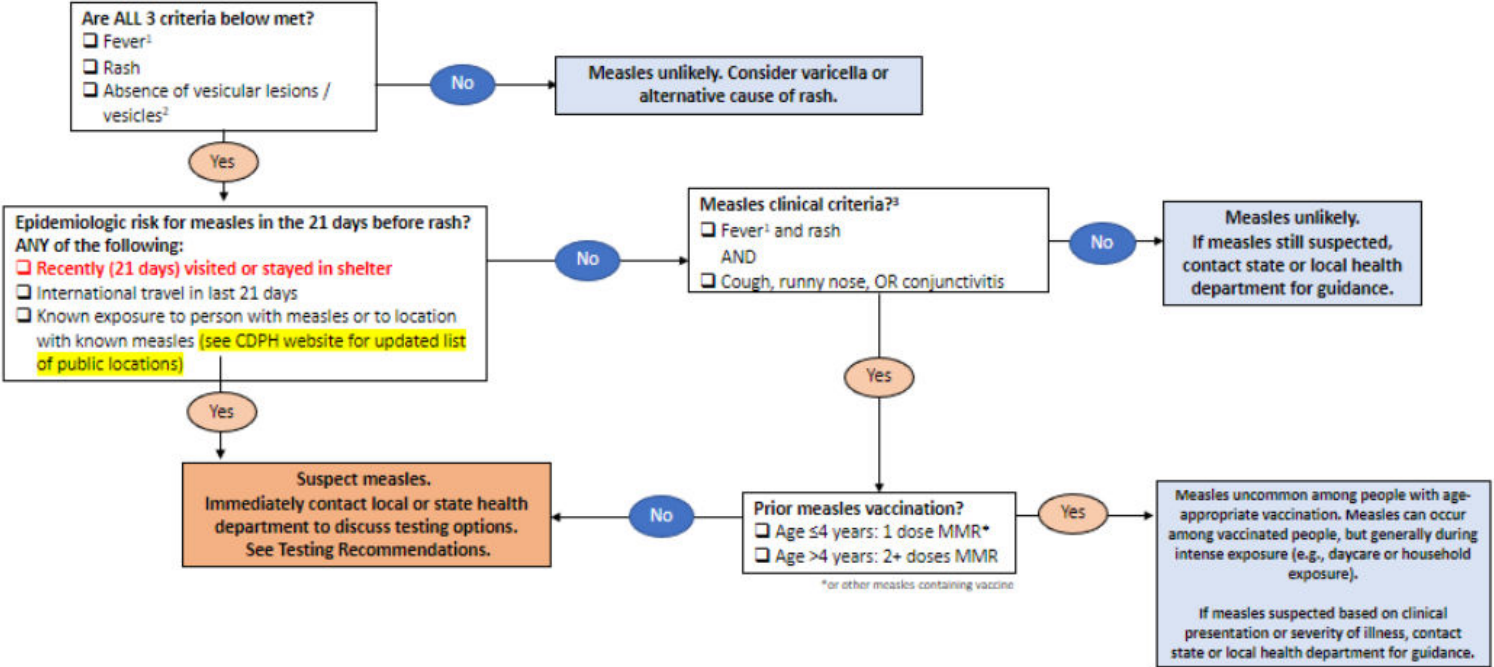 Are ALL 3 criteria below met?
❑ Fever¹
❑ Rash
❑ Absence of vesicular lesions /
vesicles²
No
Measles unlikely. Consider varicella or
alternative cause of rash.
Yes
Epidemiologic risk for measles in the 21 days before rash?
ANY of the following:
❑ Recently (21 days) visited or stayed in shelter
❑ International travel in last 21 days
❑ Known exposure to person with measles or to location
with known measles (see CDPH website for updated list
of public locations)
No
Measles clinical criteria?³
❑ Fever¹ and rash
AND
❑ Cough, runny nose, OR conjunctivitis
No
Measles unlikely.
If measles still suspected,
contact state or local health
department for guidance.
Yes
Yes
Suspect measles.
Immediately contact local or state health
department to discuss testing options.
See Testing Recommendations.
No
Prior measles vaccination?
❑ Age ≤4 years: 1 dose MMR*
❑ Age >4 years: 2+ doses MMR
*or other measles containing vaccine
Yes
Measles uncommon among people with age-
appropriate vaccination. Measles can occur
among vaccinated people, but generally during
intense exposure (e.g., daycare or household
exposure).
If measles suspected based on clinical
presentation or severity of illness, contact
state or local health department for guidance.